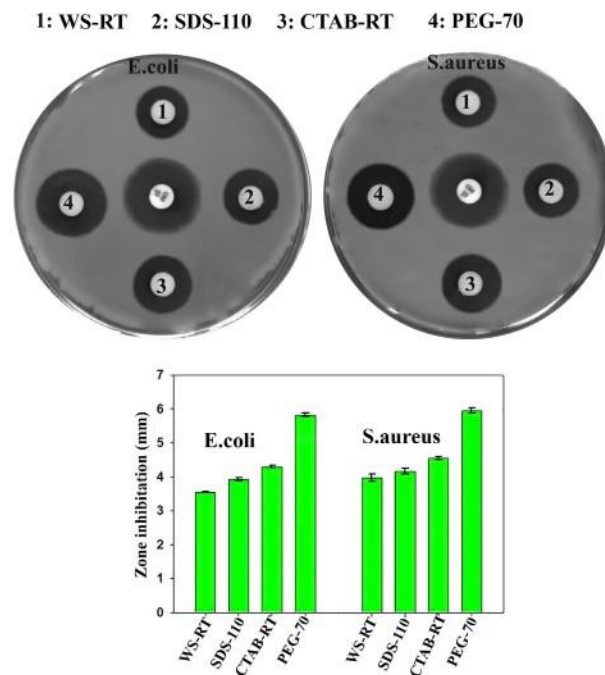 1: WS-RT 2: SDS-110 3: CTAB-RT 4: PEG-70
E.coli
1
2
3
4
S.aureus
1
2
3
4
Zone inhibitation (mm)
7
6
5
4
3
2
1
0
E.coli
S.aureus
WS-RT
SDS-110
CTAB-RT
PEG-70
WS-RT
SDS-110
CTAB-RT
PEG-70